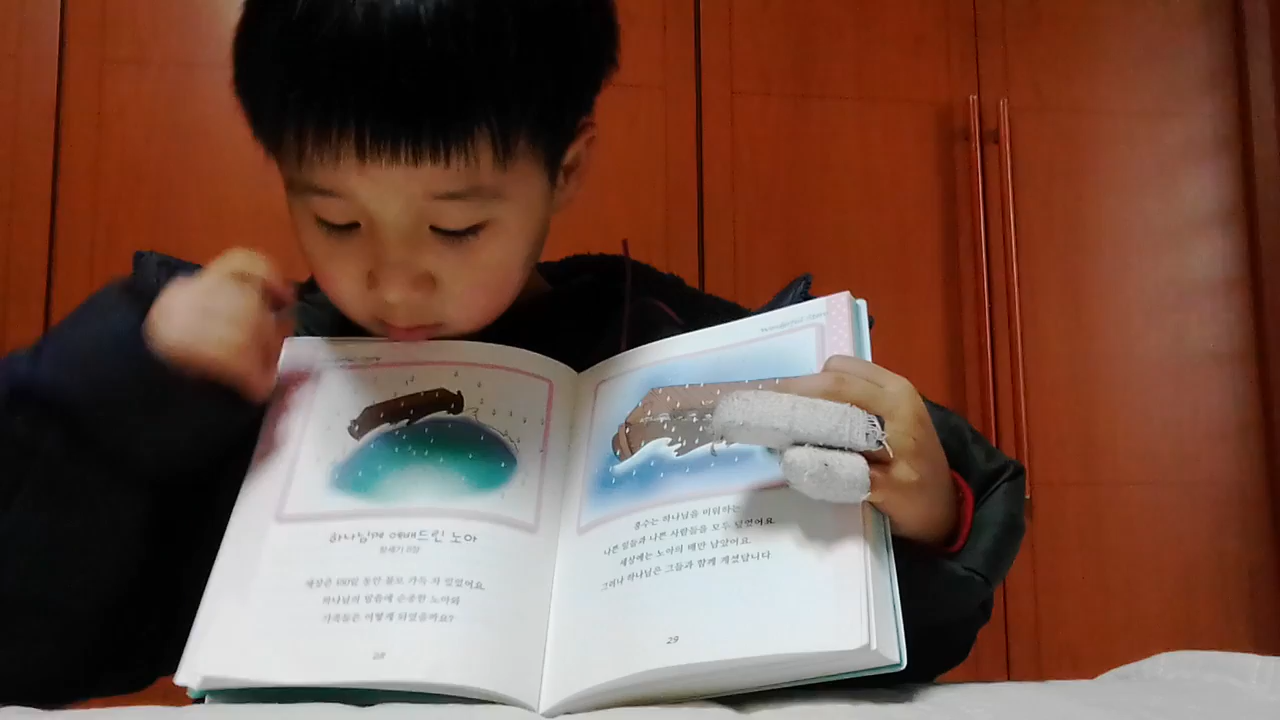 하나님께 예배드린 노아
창세기 8장
세상은 150일 동안 물로 가득 차 있었어요.
하나님의 말씀에 순종한 노아와
가족들은 어떻게 되었을까요?
28
홍수는 하나님을 미워하는
나쁜 일들과 나쁜 사람들을 모두 덮었어요.
세상에는 노아의 배만 남았어요.
그러나 하나님은 그들과 함께 계셨답니다.
29